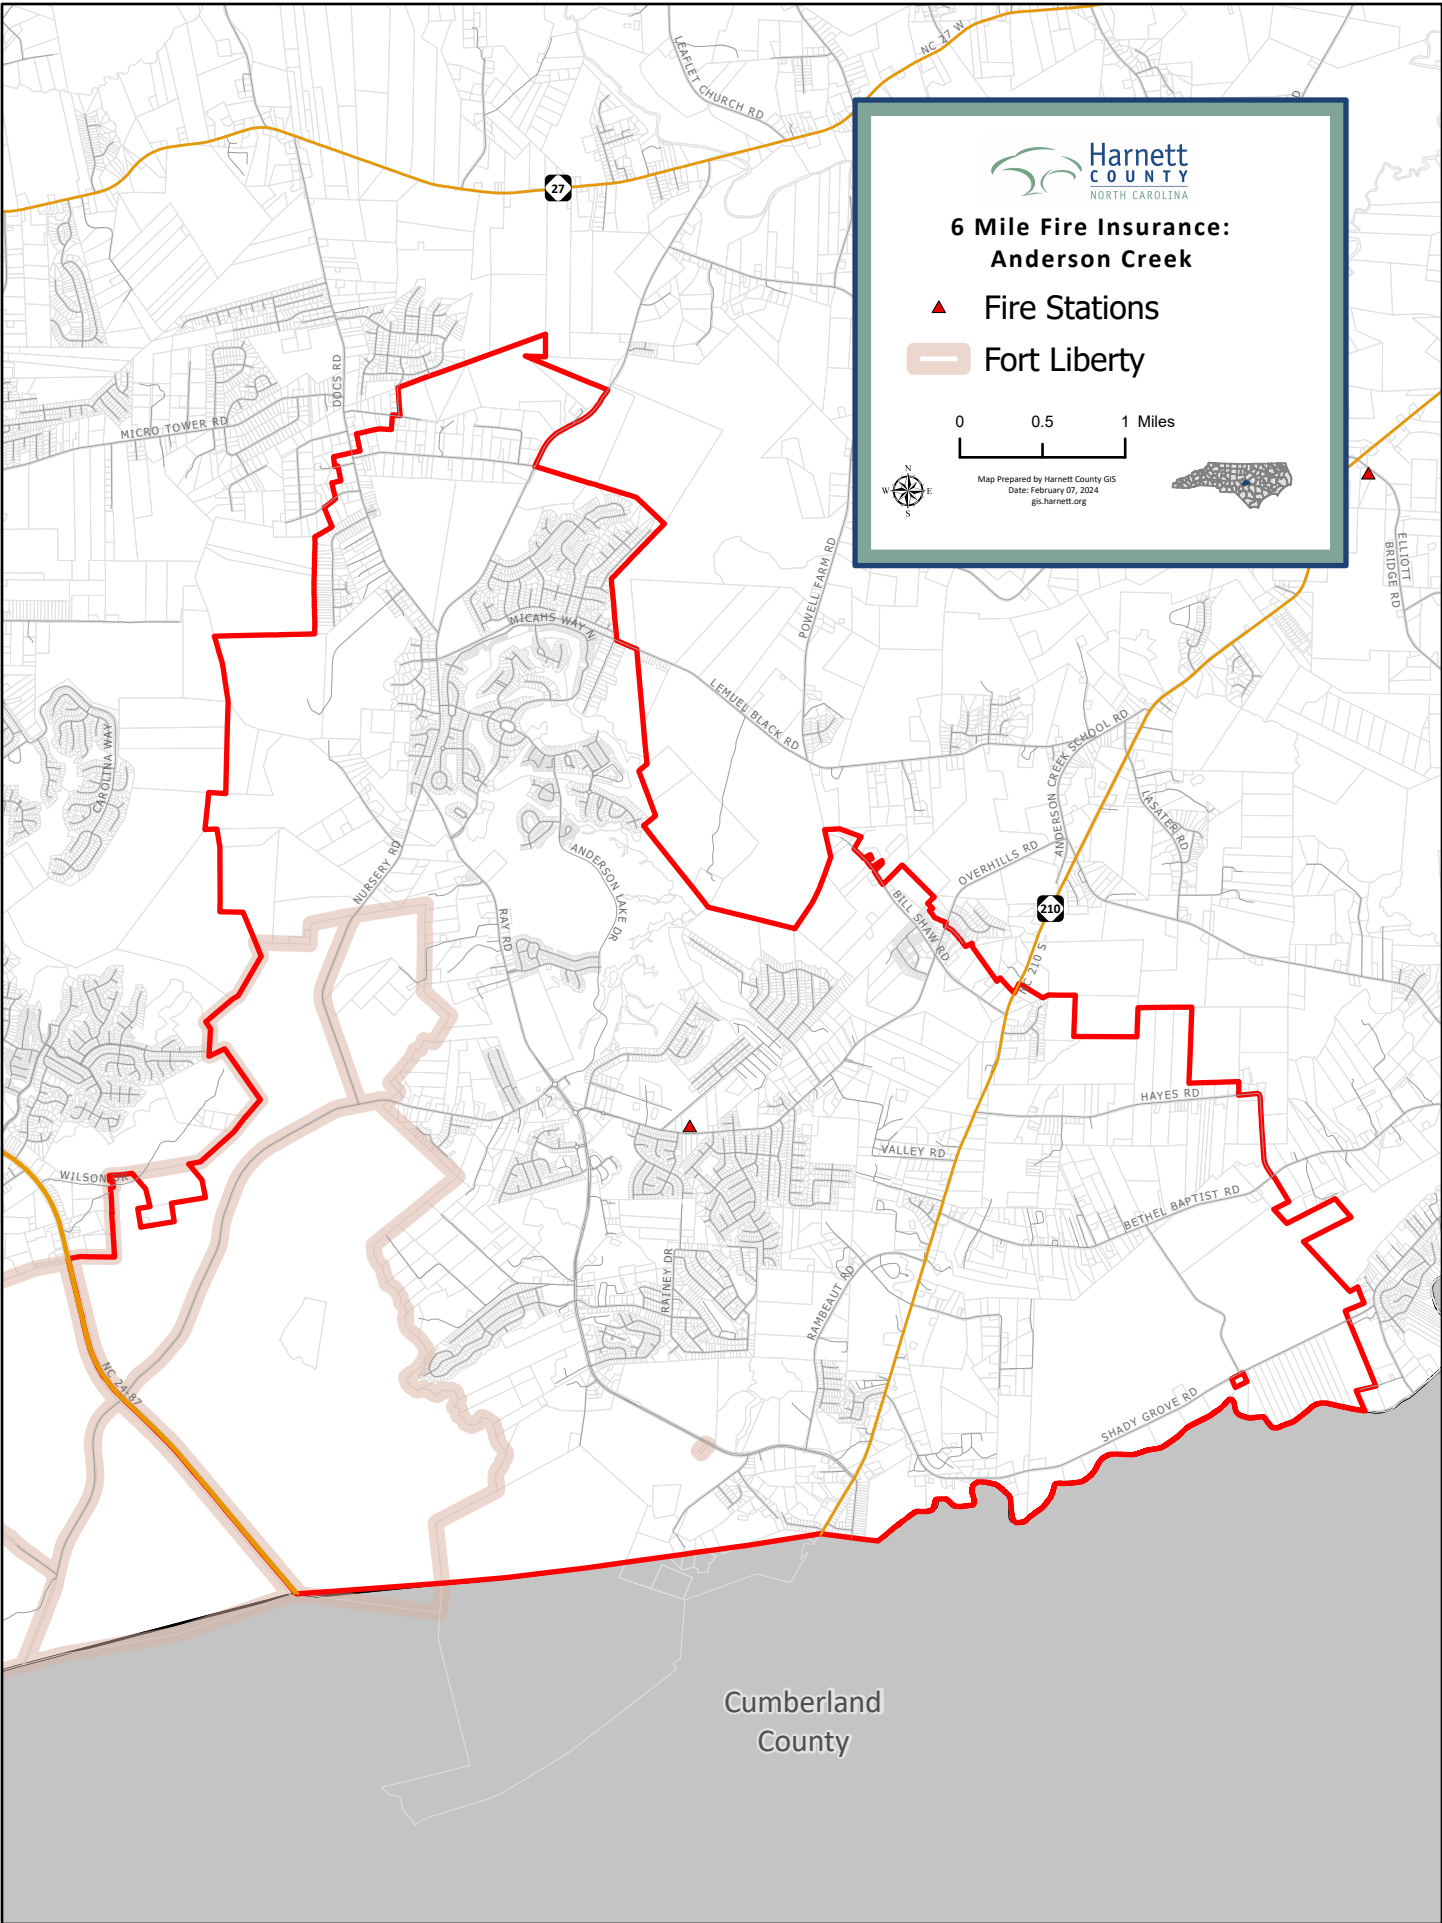 NC 27 W
LEAFLET CHURCH RD
D
27
Harnett
COUNTY
NORTH CAROLINA
6 Mile Fire Insurance:
Anderson Creek
Fire Stations
Fort Liberty
0 0.5 1 Miles
N
W E
S
Map Prepared by Harnett County GIS
Date: February 07, 2024
gis.harnett.org
DOCS RD
MICRO TOWER RD
ELLIOTT
BRIDGE RD
POWELL FARM RD
MICAHS WAY N
LEMUEL BLACK RD
CAROLINA WAY
ANDERSON CREEK SCHOOL RD
LASATER RD
NURSERY RD
ANDERSON LAKE DR
OVERHILLS RD
RAY RD
BILL SHAW RD
210
NC 210 S
HAYES RD
VALLEY RD
WILSON DR
BETHEL BAPTIST RD
RAINEY DR
RAMBEAUT RD
NC 24-87
SHADY GROVE RD
Cumberland
County